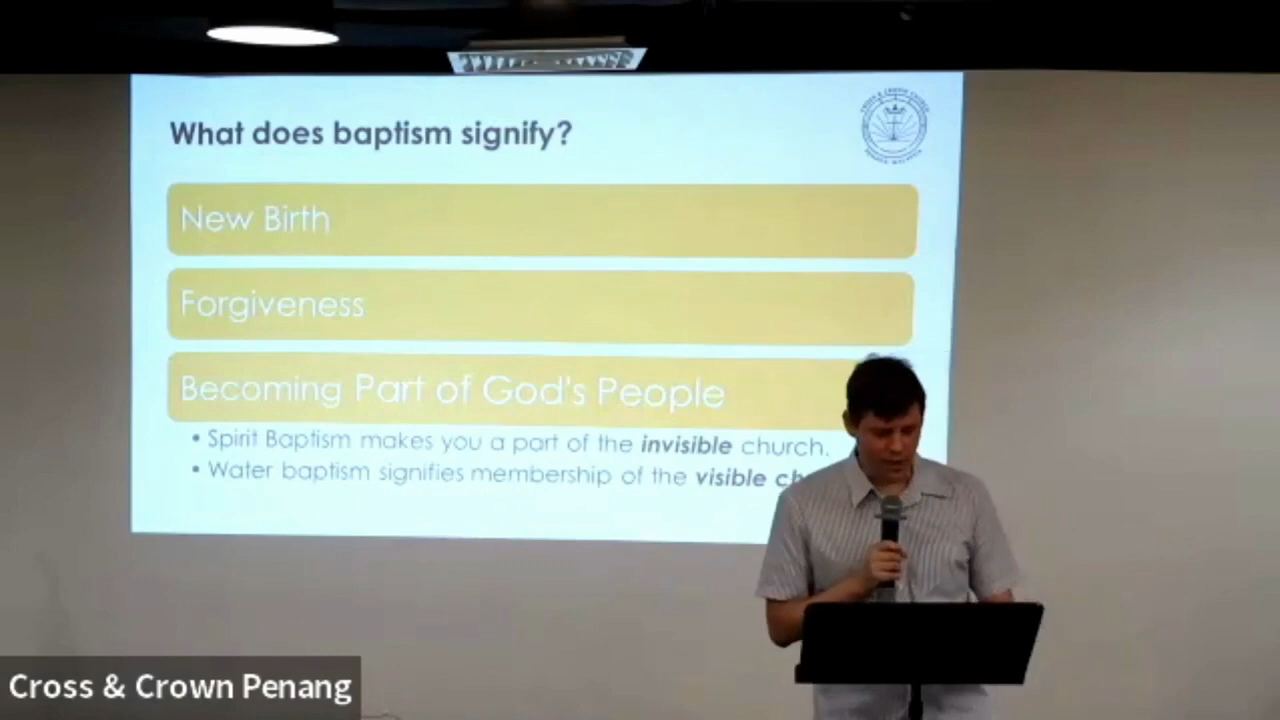 What does baptism signify?
New Birth
Forgiveness
Becoming Part of God's People
• Spirit Baptism makes you a part of the invisible church.
• Water baptism signifies membership of the visible
Cross & Crown Penang